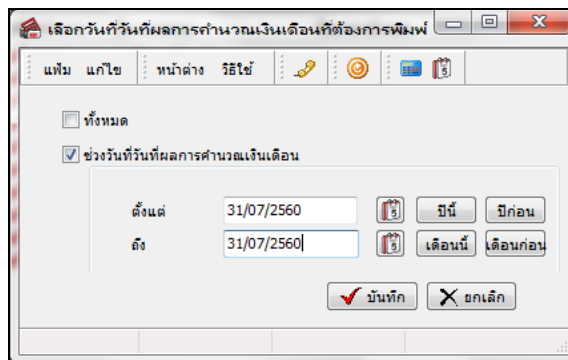 เลือกวันที่วันที่ผลการคำนวณเงินเดือนที่ต้องการพิมพ์
แฟ้ม แก้ไข หน้าต่าง วิธีใช้
ทั้งหมด
ช่วงวันที่วันที่ผลการคำนวณเงินเดือน
ตั้งแต่ 31/07/2560 5 ปีนี้ ปีก่อน
ถึง 31/07/2560 5 เดือนนี้ เดือนก่อน
บันทึก ยกเลิก